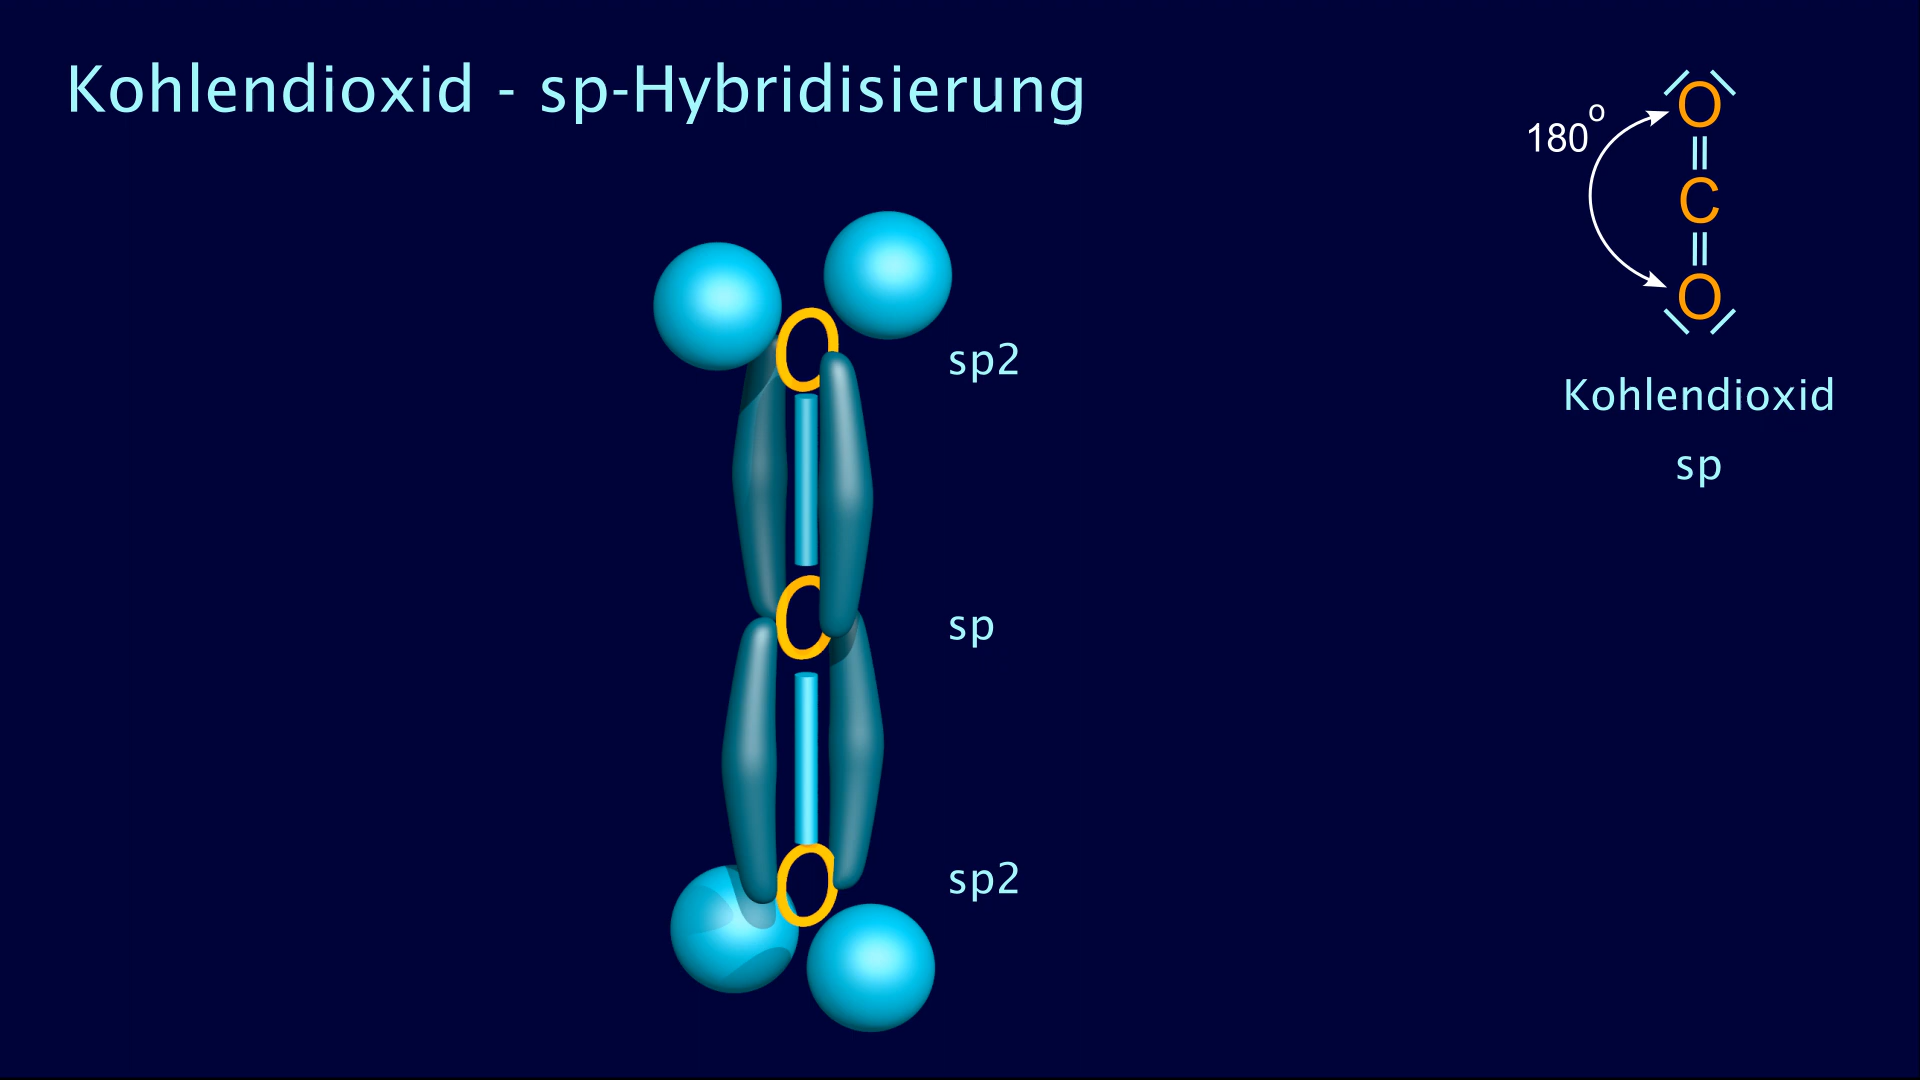 Kohlendioxid - sp-Hybridisierung
O
180°
C
O
Kohlendioxid
sp
O
sp2
C
sp
O
sp2